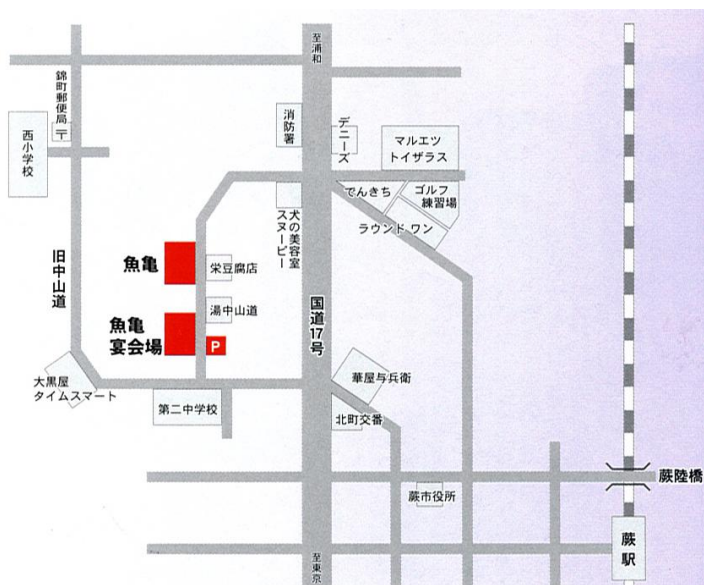 至浦和
錦町郵便局
〒
西小学校
消防署
デニーズ
マルエツ
トイザラス
でんきち
ゴルフ
練習場
ラウンド ワン
犬の美容室
スヌーピー
魚亀
栄豆腐店
旧中山道
湯中山道
国道17号
魚亀
宴会場
P
大黒屋
タイムスマート
第二中学校
華屋与兵衛
北町交番
蕨陸橋
蕨市役所
蕨駅
至東京